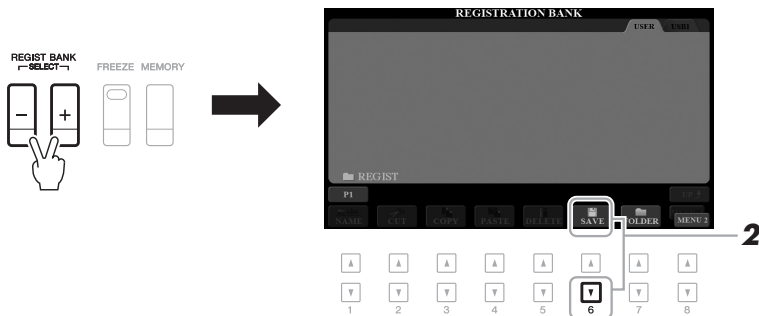 REGIST BANK
SELECT
− +
FREEZE MEMORY
REGISTRATION BANK
USER USB1
REGIST
P1 UP
NAME CUT COPY PASTE DELETE SAVE FOLDER MENU 2
2
1 2 3 4 5 6 7 8